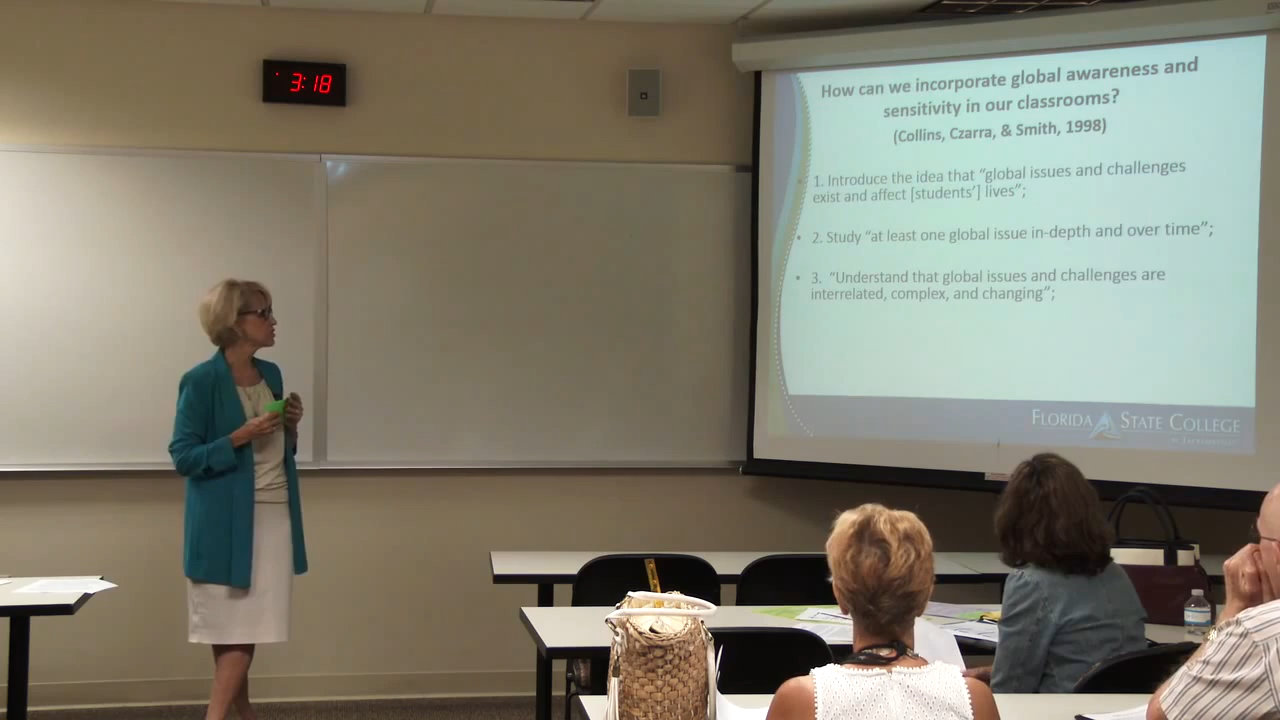 3:18
How can we incorporate global awareness and
sensitivity in our classrooms?
(Collins, Czarra, & Smith, 1998)
• 1. Introduce the idea that “global issues and challenges
exist and affect [students’] lives”;
• 2. Study “at least one global issue in-depth and over time”;
• 3. “Understand that global issues and challenges are
interrelated, complex, and changing”;
FLORIDA STATE COLLEGE